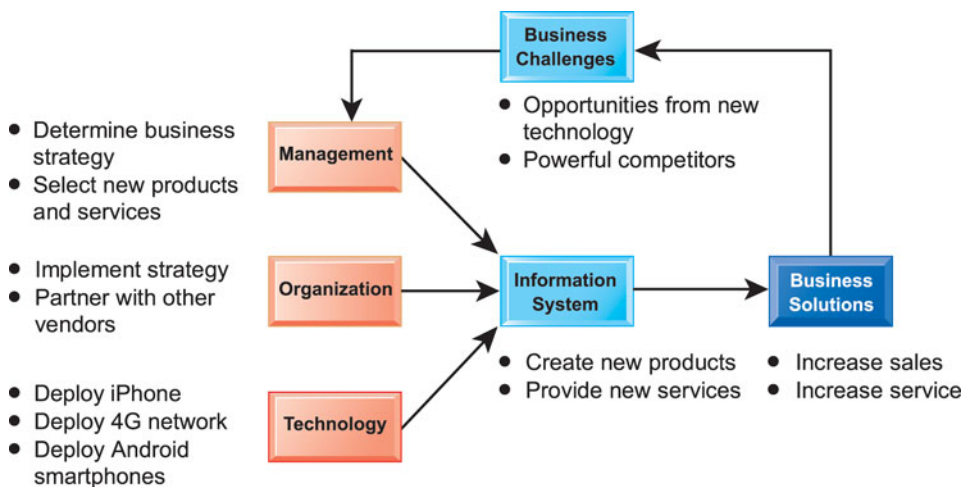 Business
Challenges
● Opportunities from new
technology
● Powerful competitors
● Determine business
strategy
● Select new products
and services
Management
● Implement strategy
● Partner with other
vendors
Organization
Information
System
● Create new products
● Provide new services
Business
Solutions
● Increase sales
● Increase service
● Deploy iPhone
● Deploy 4G network
● Deploy Android
smartphones
Technology